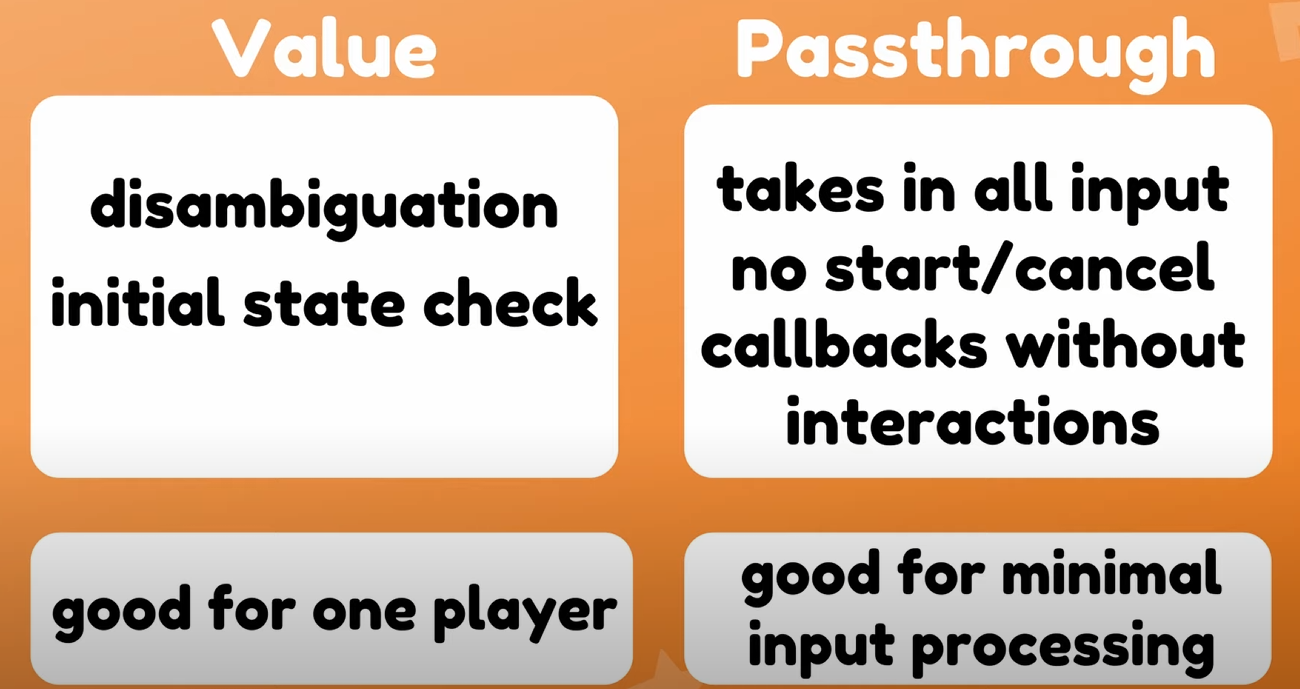 Value
disambiguation
initial state check
good for one player
Passthrough
takes in all input
no start/cancel
callbacks without
interactions
good for minimal
input processing